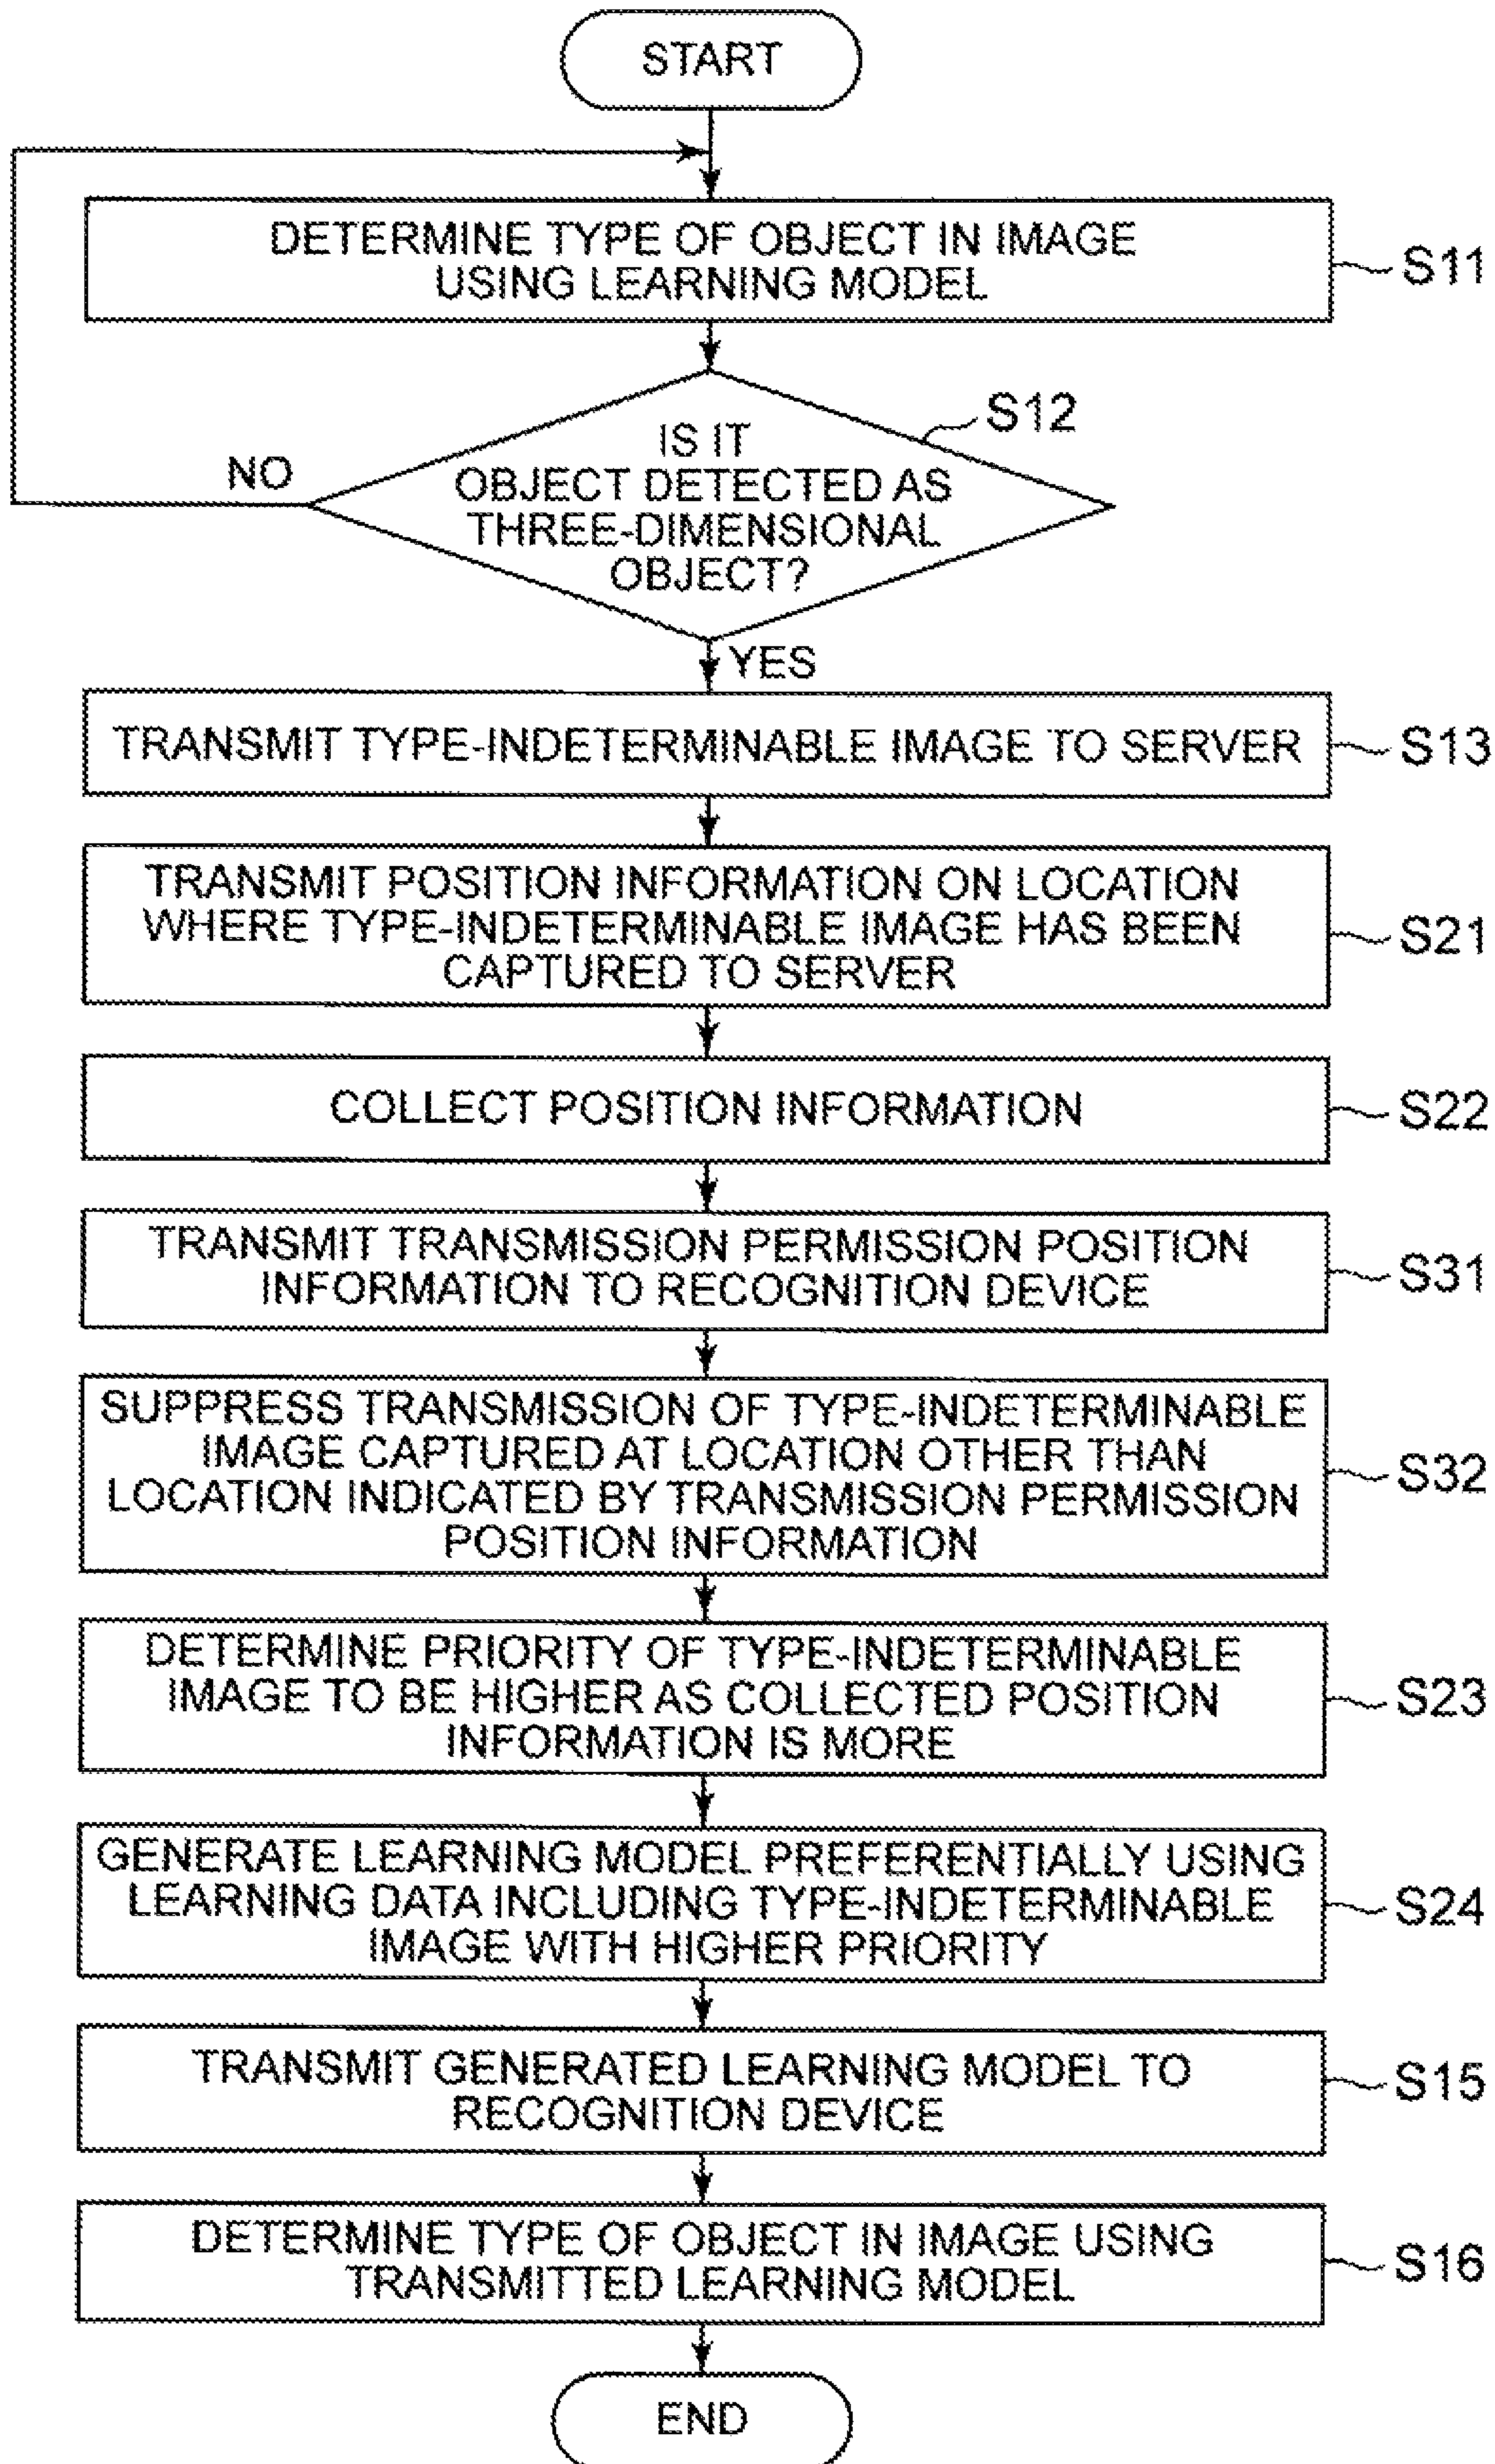 START
DETERMINE TYPE OF OBJECT IN IMAGE
USING LEARNING MODEL
S11
S12
IS IT
OBJECT DETECTED AS
THREE-DIMENSIONAL
OBJECT?
NO
YES
TRANSMIT TYPE-INDETERMINABLE IMAGE TO SERVER
S13
TRANSMIT POSITION INFORMATION ON LOCATION
WHERE TYPE-INDETERMINABLE IMAGE HAS BEEN
CAPTURED TO SERVER
S21
COLLECT POSITION INFORMATION
S22
TRANSMIT TRANSMISSION PERMISSION POSITION
INFORMATION TO RECOGNITION DEVICE
S31
SUPPRESS TRANSMISSION OF TYPE-INDETERMINABLE
IMAGE CAPTURED AT LOCATION OTHER THAN
LOCATION INDICATED BY TRANSMISSION PERMISSION
POSITION INFORMATION
S32
DETERMINE PRIORITY OF TYPE-INDETERMINABLE
IMAGE TO BE HIGHER AS COLLECTED POSITION
INFORMATION IS MORE
S23
GENERATE LEARNING MODEL PREFERENTIALLY USING
LEARNING DATA INCLUDING TYPE-INDETERMINABLE
IMAGE WITH HIGHER PRIORITY
S24
TRANSMIT GENERATED LEARNING MODEL TO
RECOGNITION DEVICE
S15
DETERMINE TYPE OF OBJECT IN IMAGE USING
TRANSMITTED LEARNING MODEL
S16
END